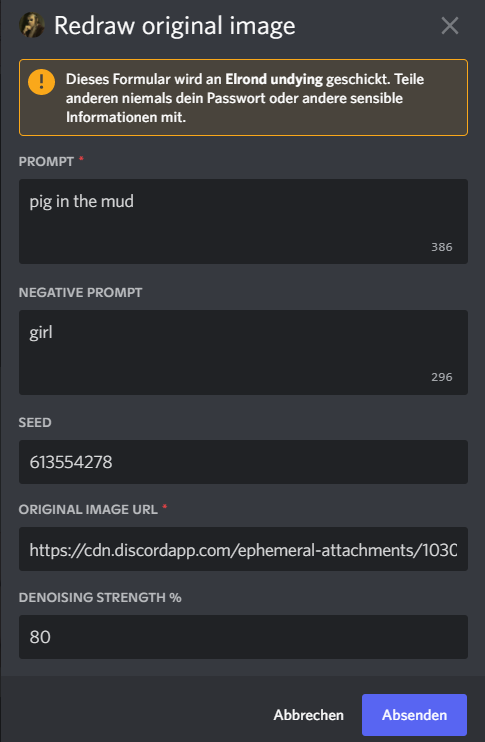 Redraw original image
Dieses Formular wird an Elrond undying geschickt. Teile
anderen niemals dein Passwort oder andere sensible
Informationen mit.
PROMPT *
pig in the mud
386
NEGATIVE PROMPT
girl
296
SEED
613554278
ORIGINAL IMAGE URL *
https://cdn.discordapp.com/ephemeral-attachments/1030
DENOISING STRENGTH %
80
Abbrechen Absenden